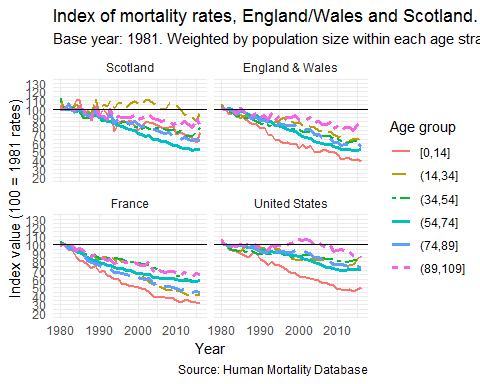 Index of mortality rates, England/Wales and Scotland.
Base year: 1981. Weighted by population size within each age stra
Scotland
England & Wales
130
120
110
100
90
80
70
60
50
40
30
20
France
United States
130
120
110
100
90
80
70
60
50
40
30
20
Index value (100 = 1981 rates)
1980 1990 2000 2010 1980 1990 2000 2010
Year
Age group
[0,14]
(14,34]
(34,54]
(54,74]
(74,89]
(89,109]
Source: Human Mortality Database